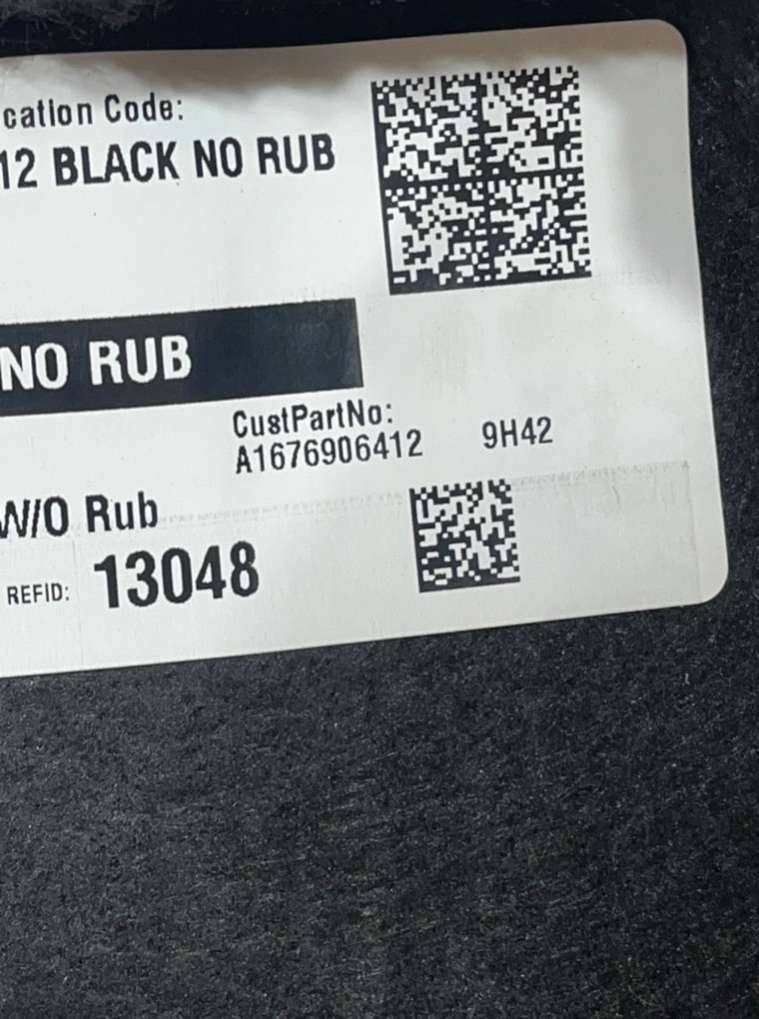 cation Code:
12 BLACK NO RUB
NO RUB
CustPartNo:
A1676906412 9H42
W/O Rub
REFID: 13048